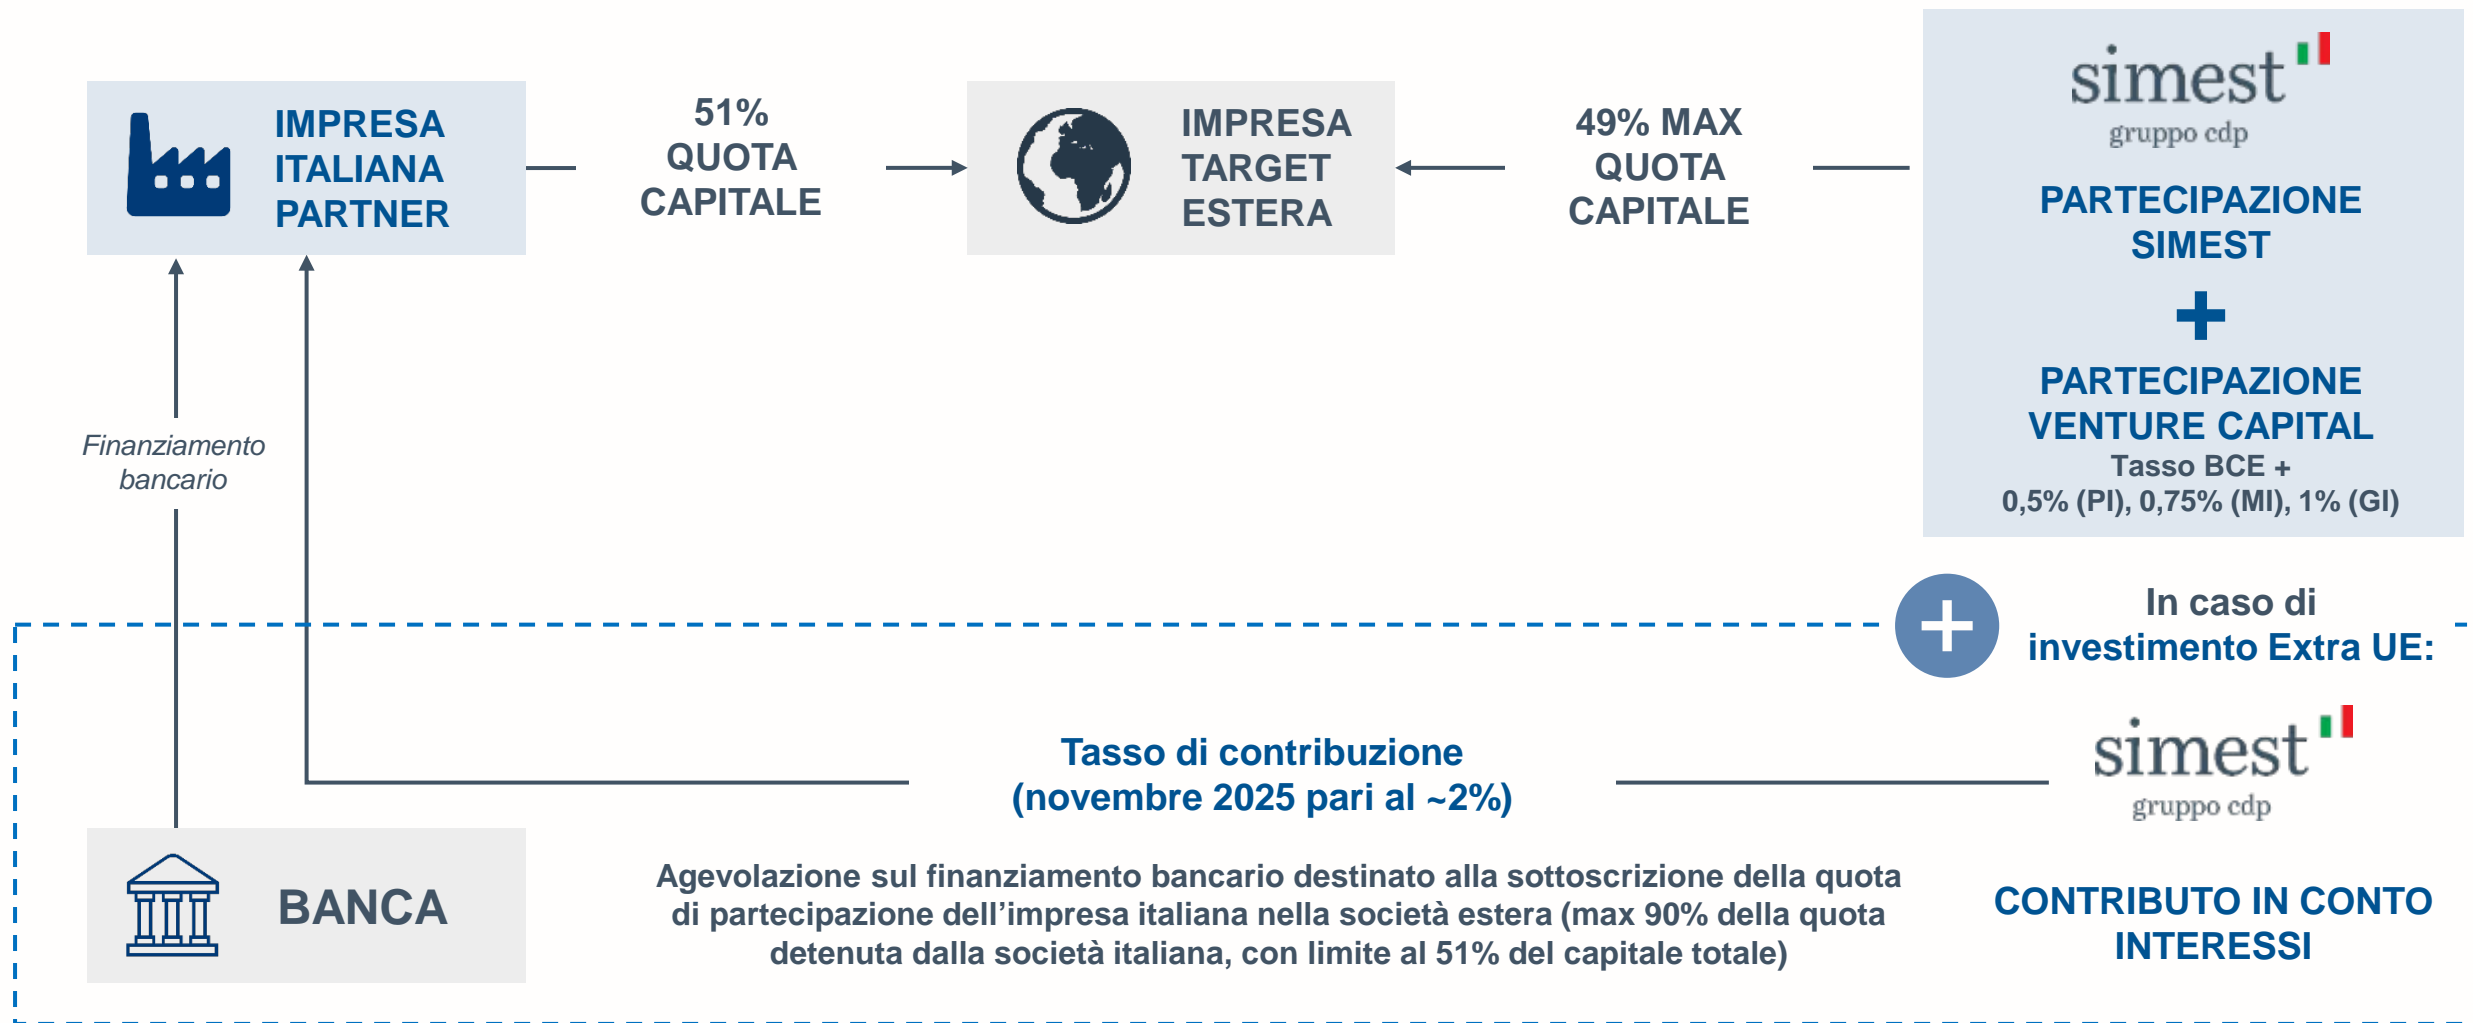 IMPRESA
ITALIANA
PARTNER
51%
QUOTA
CAPITALE
IMPRESA
TARGET
ESTERA
49% MAX
QUOTA
CAPITALE
simest
gruppo cdp
PARTECIPAZIONE
SIMEST
+
PARTECIPAZIONE
VENTURE CAPITAL
Tasso BCE +
0,5% (PI), 0,75% (MI), 1% (GI)
Finanziamento
bancario
+
In caso di
investimento Extra UE:
Tasso di contribuzione
(novembre 2025 pari al ~2%)
simest
gruppo cdp
BANCA
Agevolazione sul finanziamento bancario destinato alla sottoscrizione della quota
di partecipazione dell’impresa italiana nella società estera (max 90% della quota
detenuta dalla società italiana, con limite al 51% del capitale totale)
CONTRIBUTO IN CONTO
INTERESSI